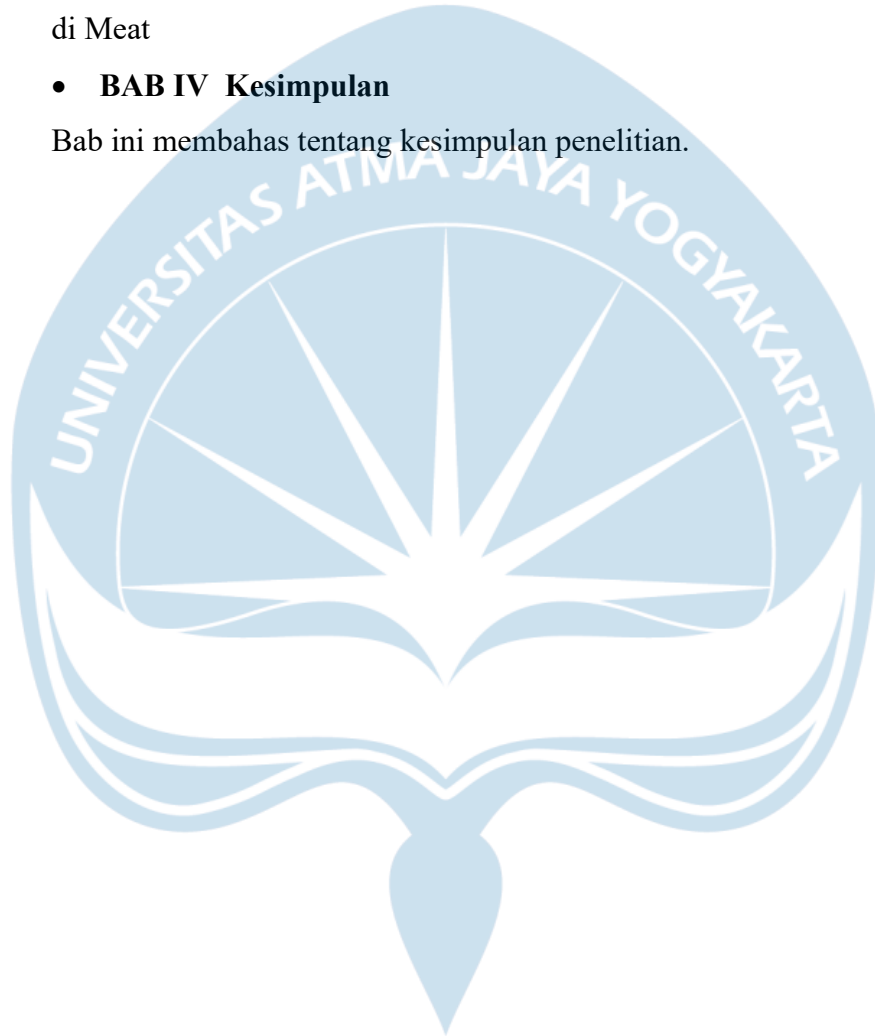 di Meat
• BAB IV Kesimpulan
Bab ini membahas tentang kesimpulan penelitian.
UNIVERSITAS ATMA JAYA YOGYAKARTA